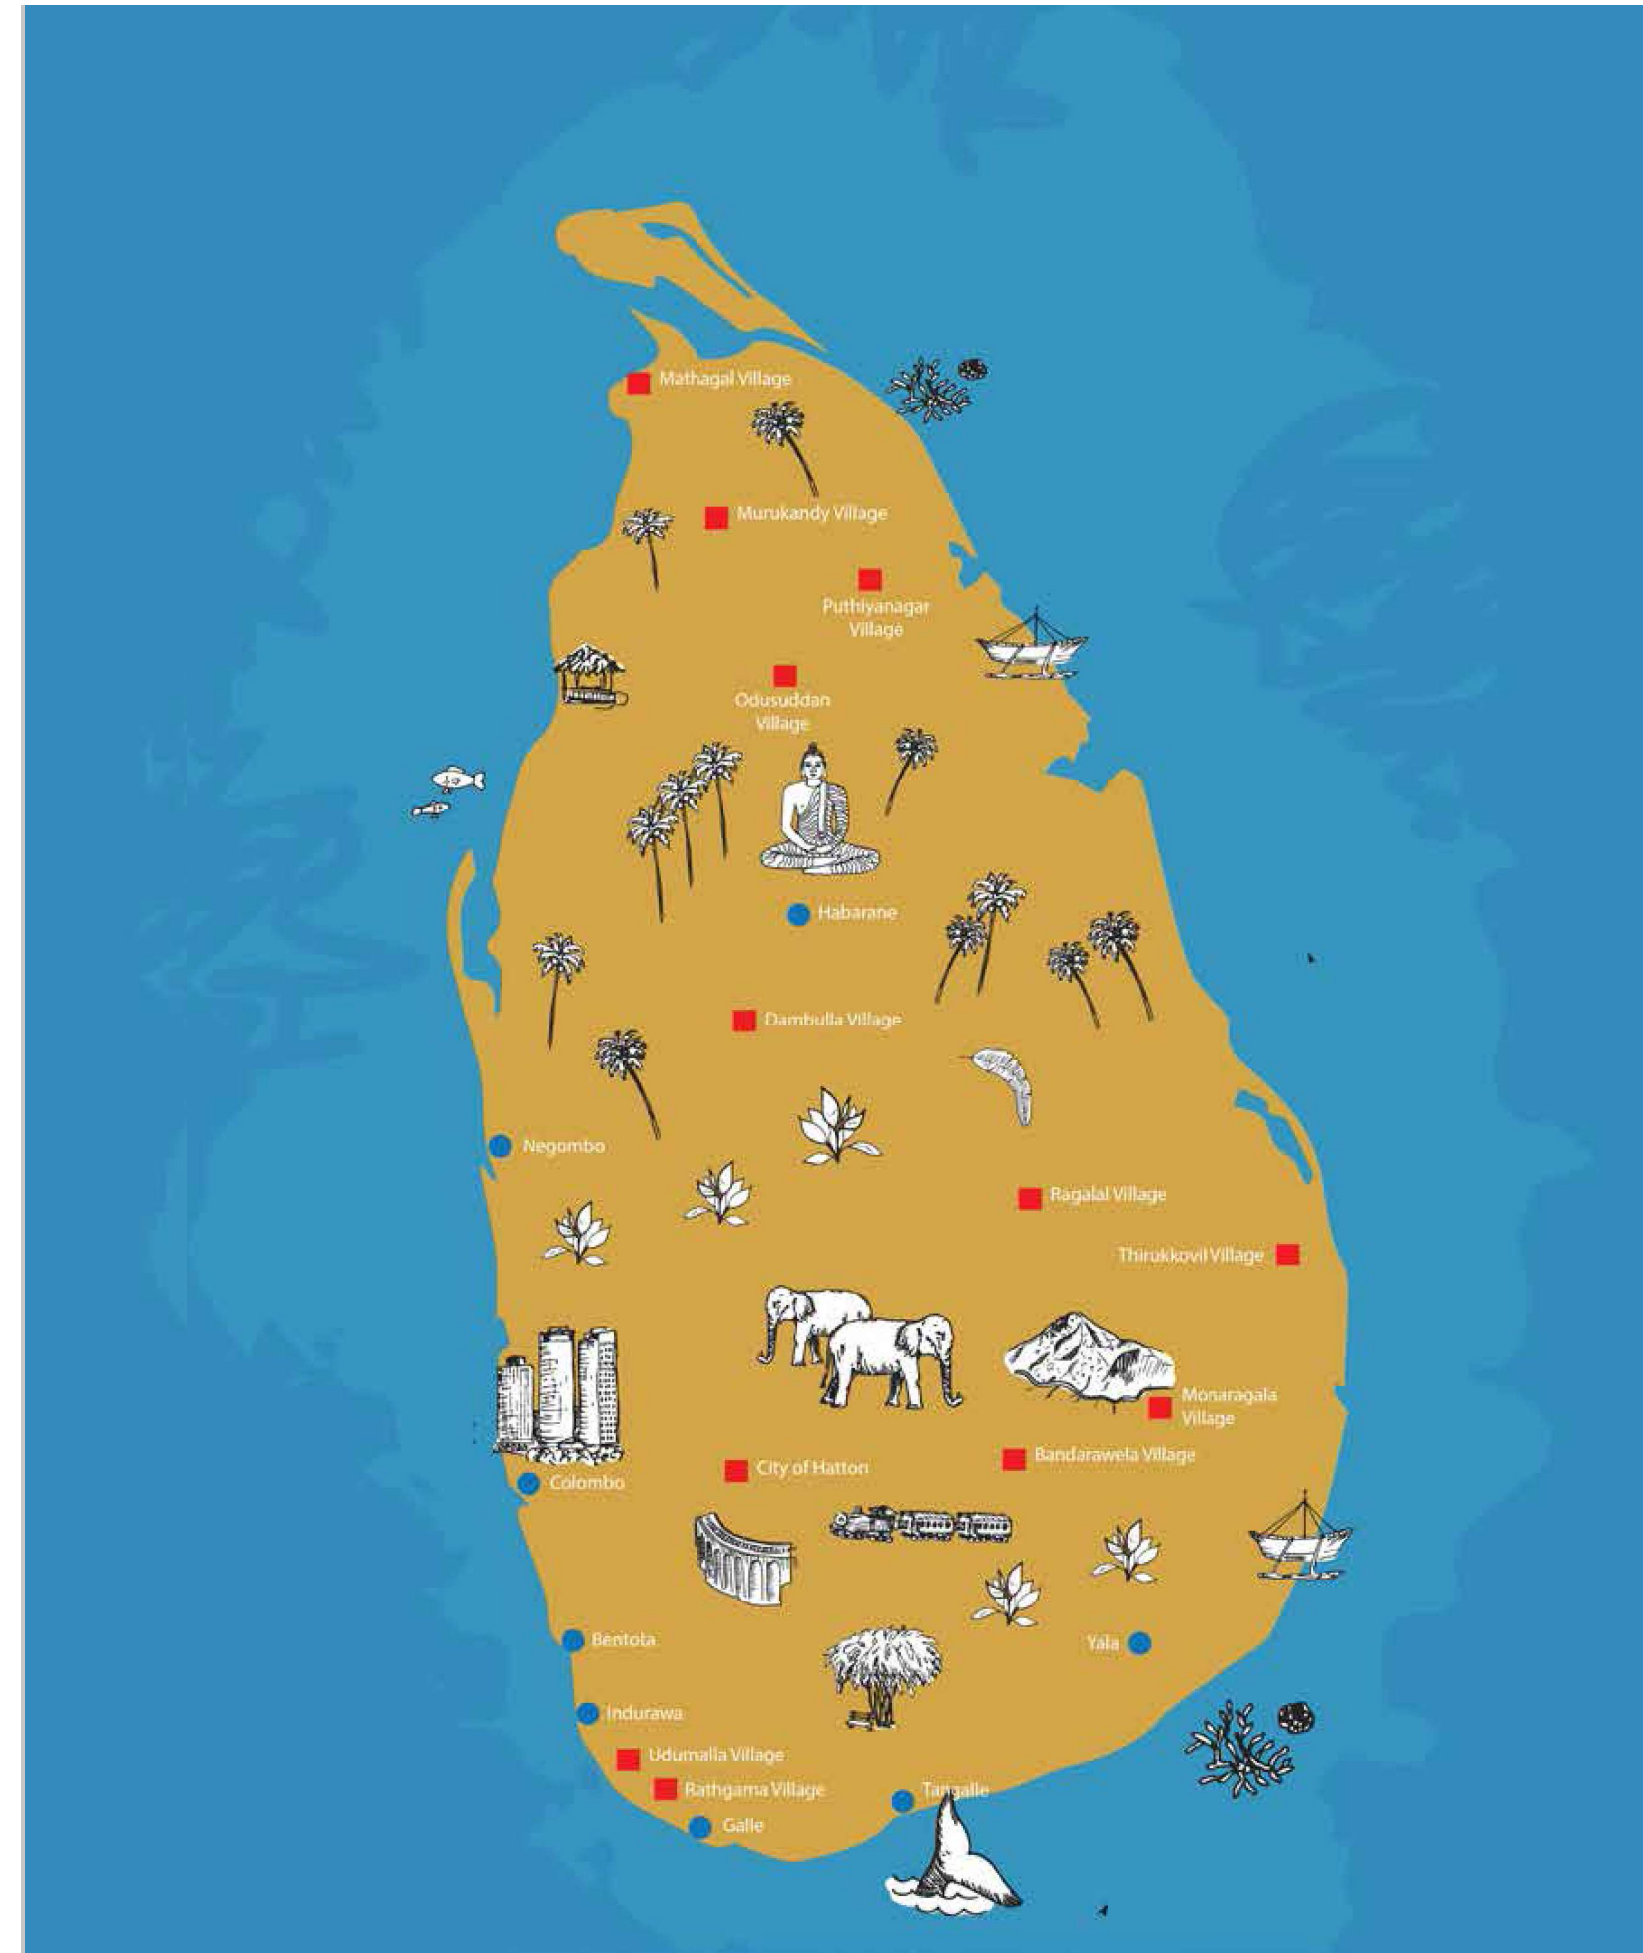 Mathagal Village
Murukandy Village
Puthiyanagar
Village
Odusuddan
Village
Habarane
Dambulla Village
Negombo
Ragalal Village
Thirukkovil Village
Monaragala
Village
Bandarawela Village
City of Hatton
Colombo
Bentota
Yala
Indurawa
Udumalla Village
Rathgama Village
Tangalle
Galle